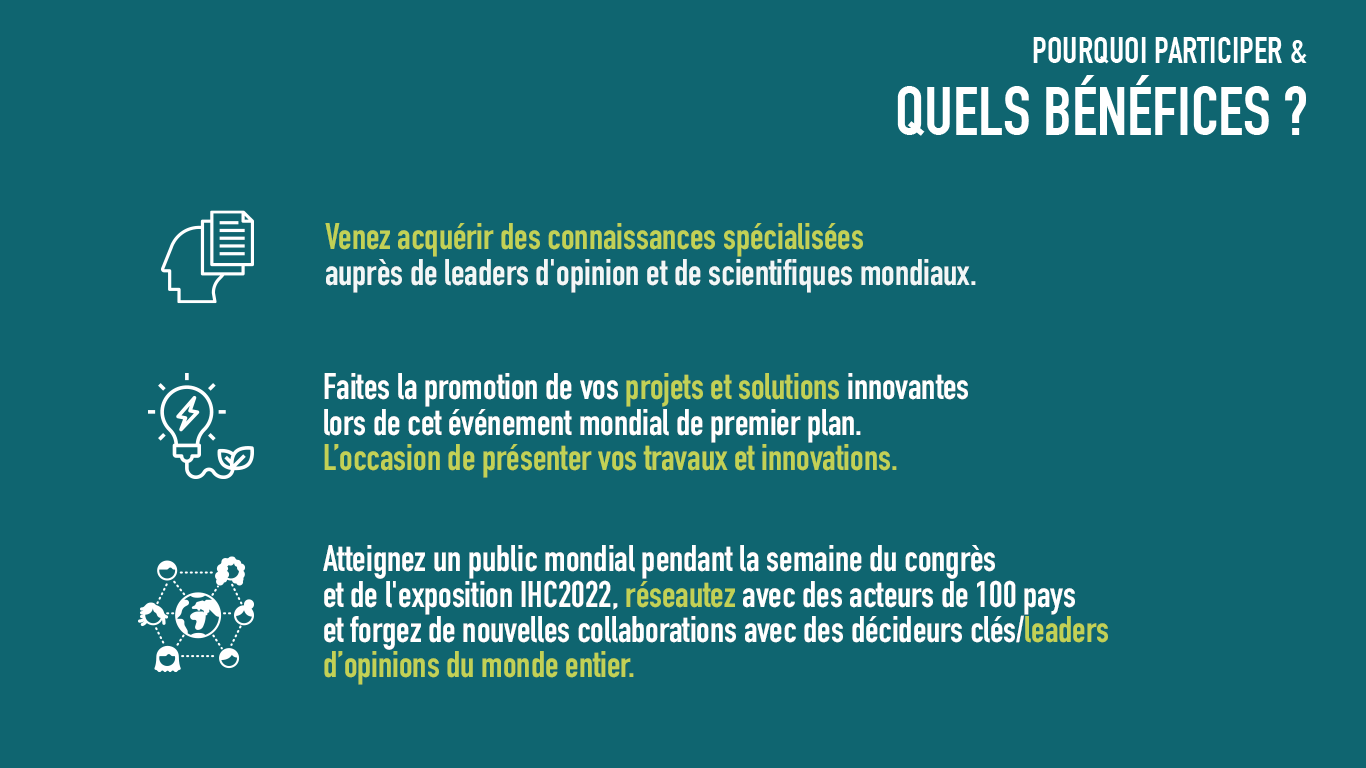 POURQUOI PARTICIPER &
QUELS BÉNÉFICES ?
Venez acquérir des connaissances spécialisées
auprès de leaders d'opinion et de scientifiques mondiaux.
Faites la promotion de vos projets et solutions innovantes
lors de cet événement mondial de premier plan.
L’occasion de présenter vos travaux et innovations.
Atteignez un public mondial pendant la semaine du congrès
et de l'exposition IHC2022, réseautez avec des acteurs de 100 pays
et forgez de nouvelles collaborations avec des décideurs clés/leaders
d’opinions du monde entier.